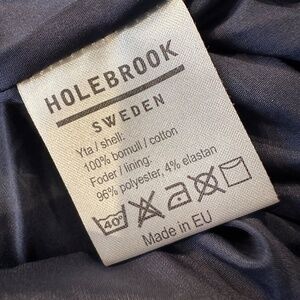 HOLEBROOK
SWEDEN
Yta / shell:
100% bomull / cotton
Foder / lining:
96% polyester, 4% elastan
40°
Made in EU